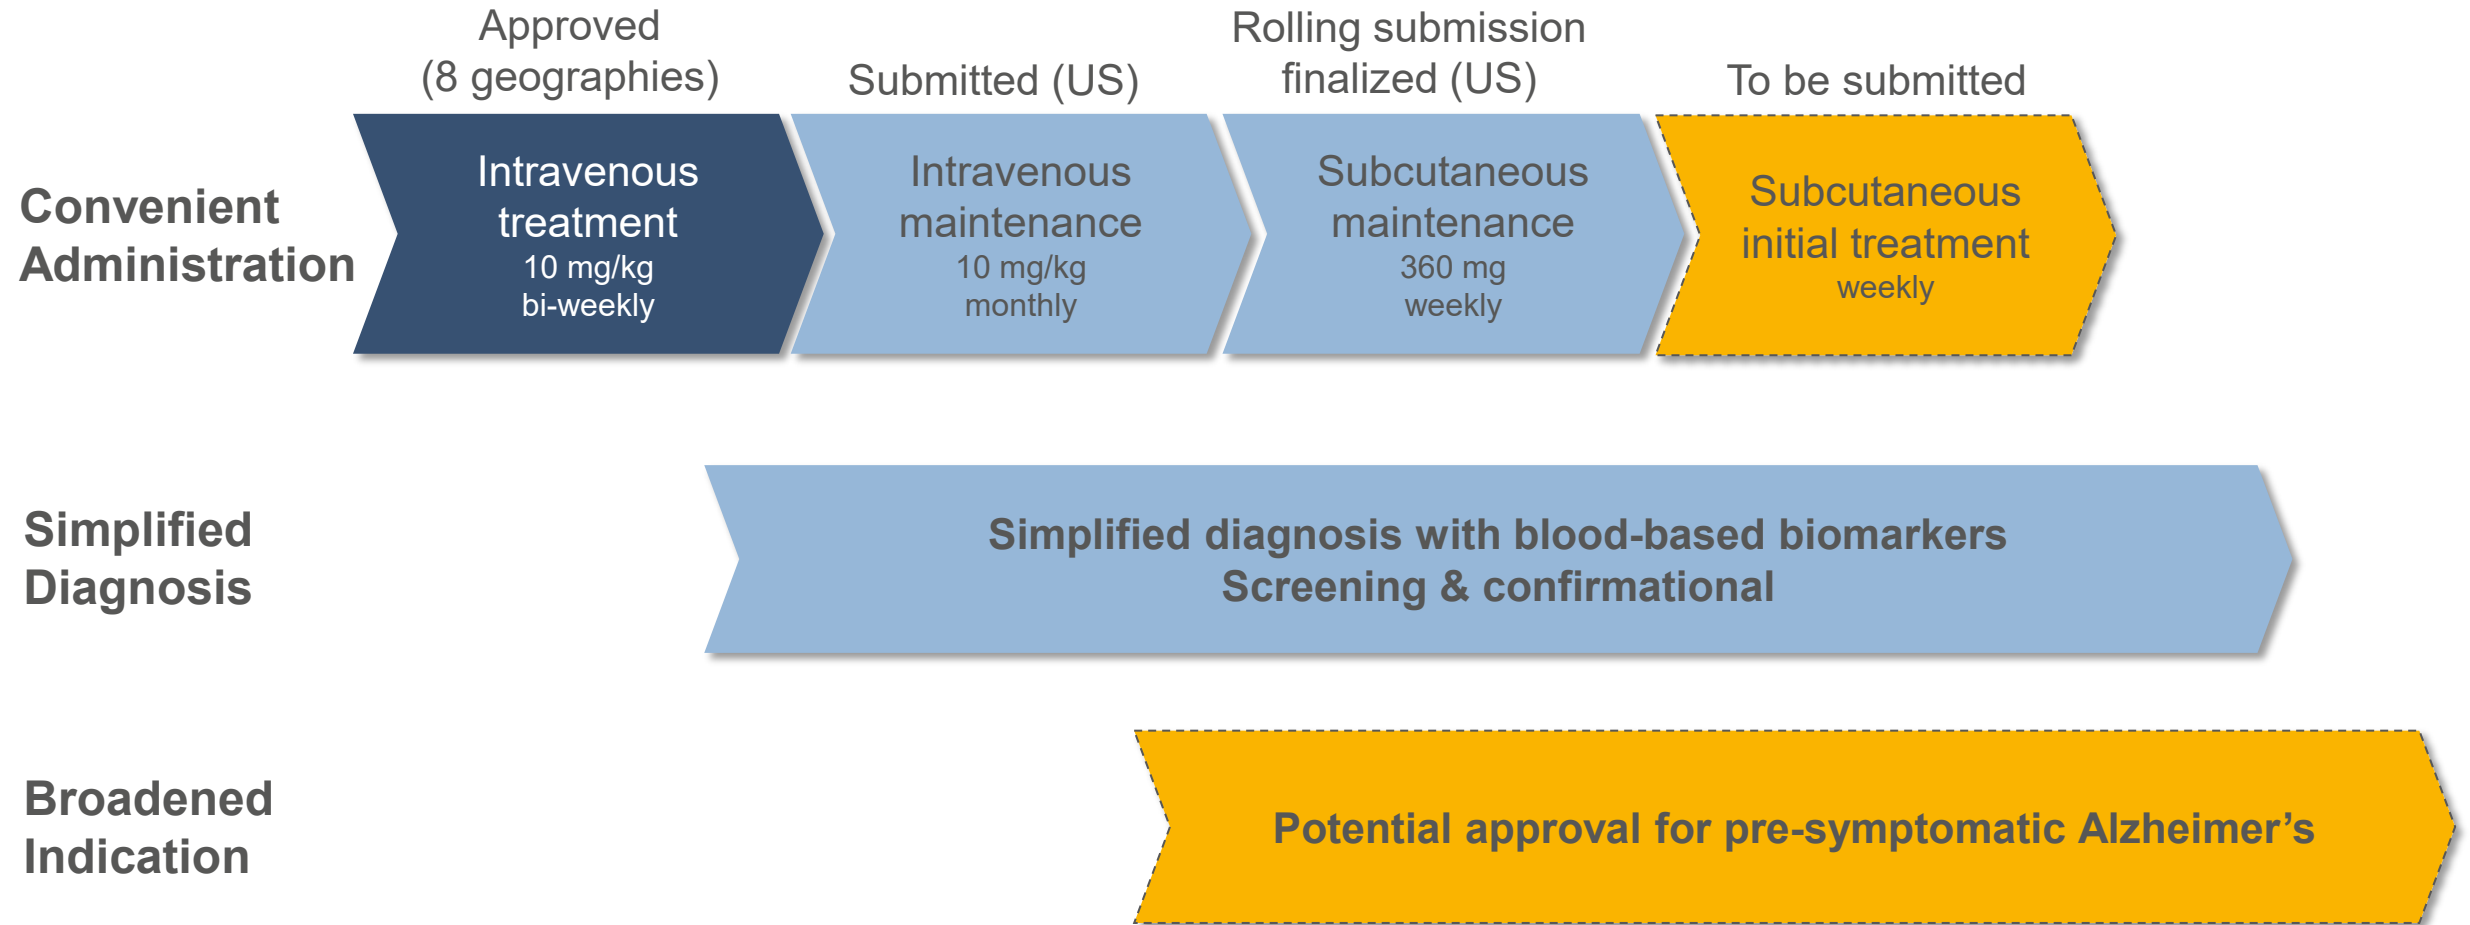 Approved
(8 geographies)
Submitted (US)
Rolling submission
finalized (US)
To be submitted
Convenient
Administration
Intravenous
treatment
10 mg/kg
bi-weekly
Intravenous
maintenance
10 mg/kg
monthly
Subcutaneous
maintenance
360 mg
weekly
Subcutaneous
initial treatment
weekly
Simplified
Diagnosis
Simplified diagnosis with blood-based biomarkers
Screening & confirmational
Broadened
Indication
Potential approval for pre-symptomatic Alzheimer’s